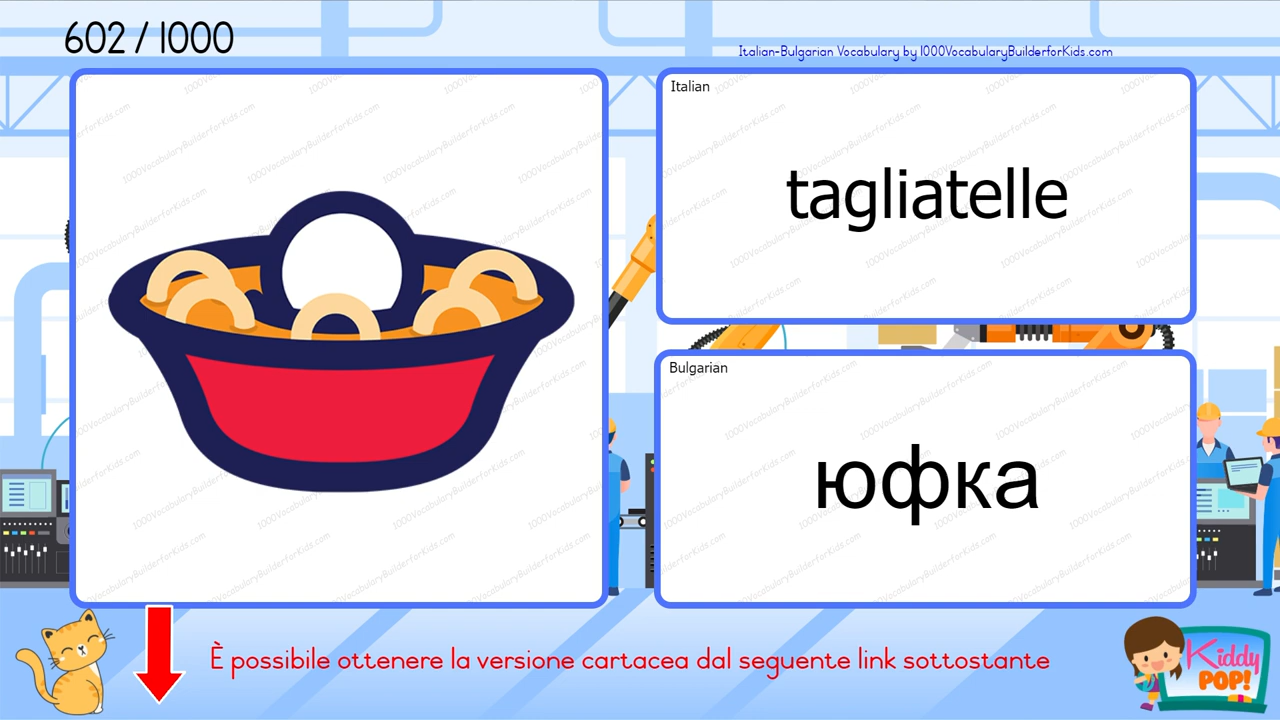 602 / 1000
Italian-Bulgarian Vocabulary by 1000VocabularyBuilderforKids.com
Italian
tagliatelle
Bulgarian
юфка
È possibile ottenere la versione cartacea dal seguente link sottostante
Kiddy
POP!